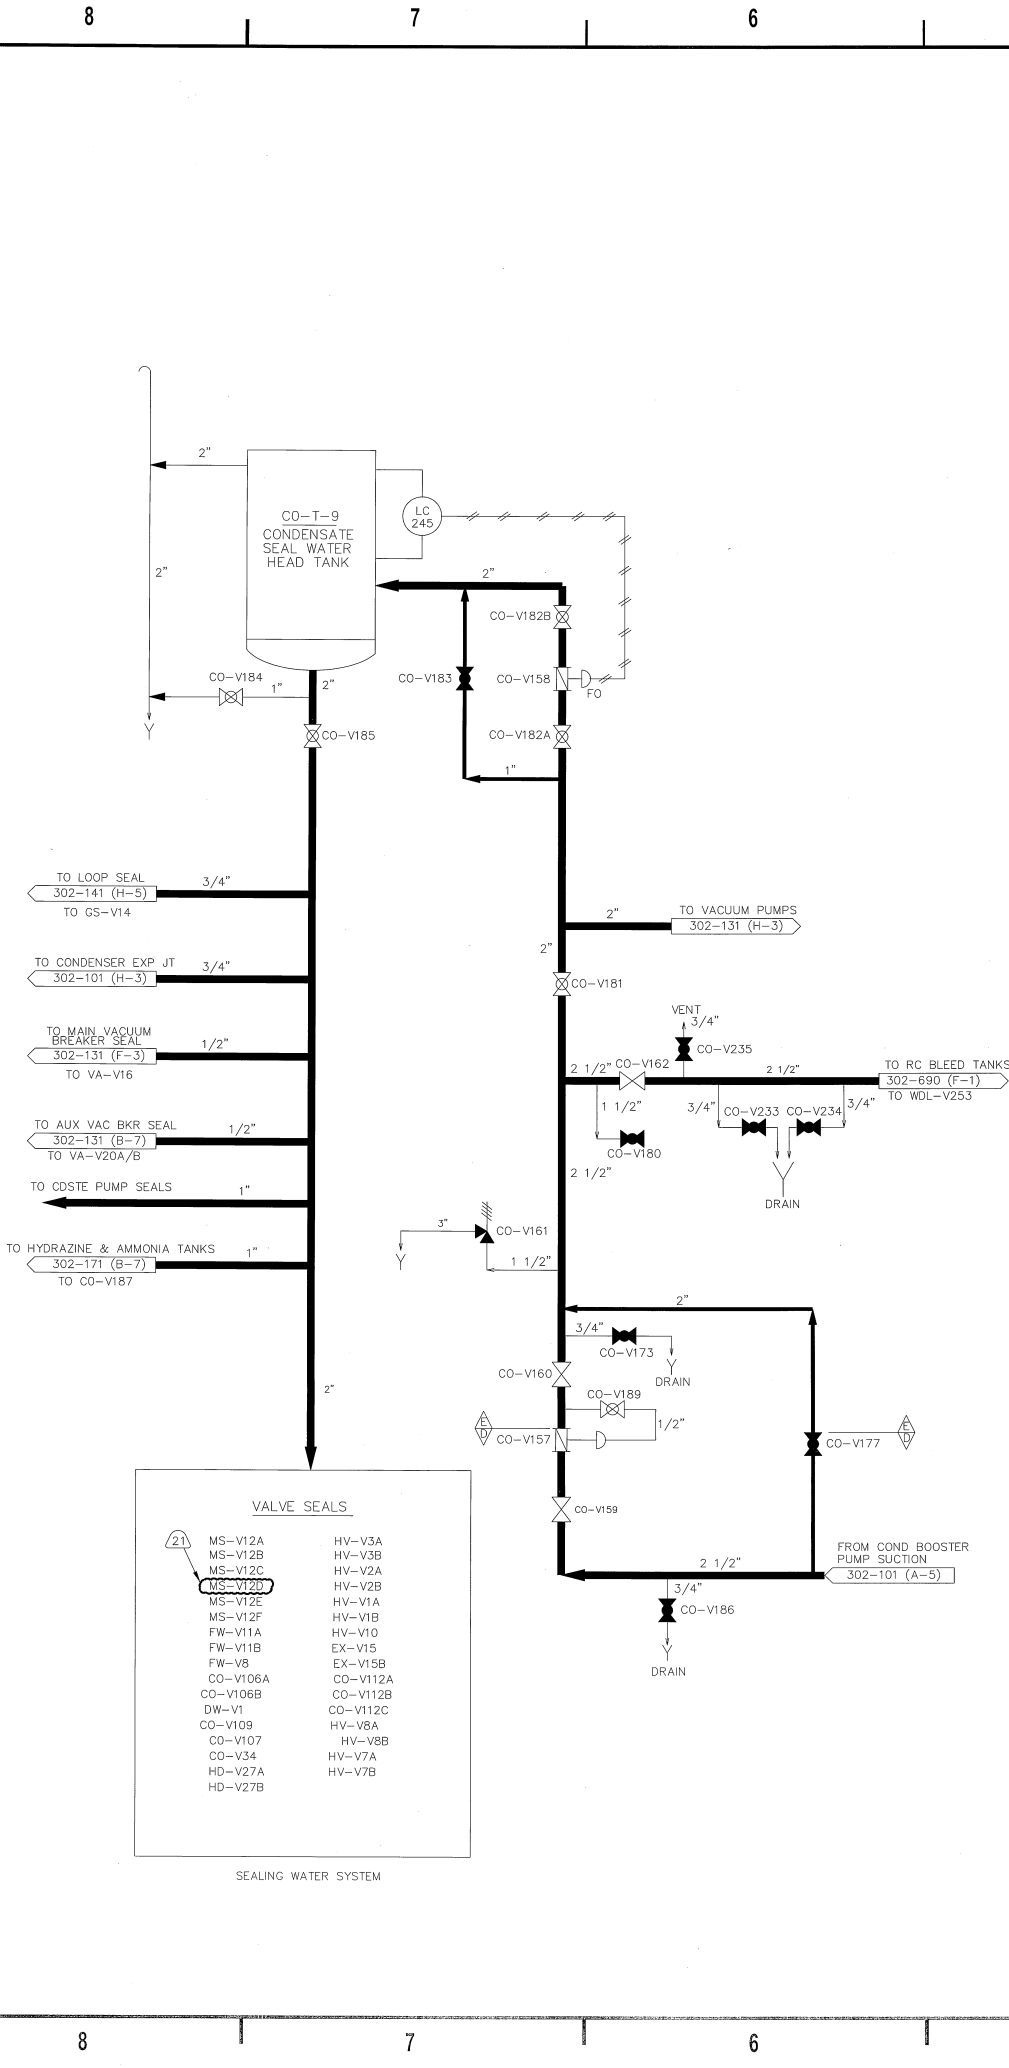 8 7 6
2"
CO-T-9
CONDENSATE
SEAL WATER
HEAD TANK
LC
245
2"
2"
CO-V182B
CO-V184
1"
2"
CO-V183
CO-V158
FO
Y
CO-V185
CO-V182A
1"
TO LOOP SEAL
302-141 (H-5)
TO GS-V14
3/4"
TO VACUUM PUMPS
302-131 (H-3)
2"
2"
TO CONDENSER EXP JT
302-101 (H-3)
3/4"
CO-V181
TO MAIN VACUUM
BREAKER SEAL
302-131 (F-3)
TO VA-V16
1/2"
VENT
3/4"
CO-V235
CO-V162
2 1/2"
2 1/2"
TO RC BLEED TANKS
302-690 (F-1)
TO WDL-V253
1 1/2"
CO-V180
3/4"
CO-V233
CO-V234
3/4"
DRAIN
TO AUX VAC BKR SEAL
302-131 (B-7)
TO VA-V20A/B
1/2"
2 1/2"
TO CDSTE PUMP SEALS
1"
3"
CO-V161
Y
1 1/2"
TO HYDRAZINE & AMMONIA TANKS
302-171 (B-7)
TO CO-V187
1"
2"
3/4"
CO-V173
Y
DRAIN
CO-V160
2"
CO-V189
1/2"
E
D
CO-V157
CO-V177
E
D
CO-V159
FROM COND BOOSTER
PUMP SUCTION
302-101 (A-5)
2 1/2"
3/4"
CO-V186
Y
DRAIN
VALVE SEALS
21
MS-V12A HV-V3A
MS-V12B HV-V3B
MS-V12C HV-V2A
MS-V12D HV-V2B
MS-V12E HV-V1A
MS-V12F HV-V1B
FW-V11A HV-V10
FW-V11B EX-V15
FW-V8 EX-V15B
CO-V106A CO-V112A
CO-V106B CO-V112B
DW-V1 CO-V112C
CO-V109 HV-V8A
CO-V107 HV-V8B
CO-V34 HV-V7A
HD-V27A HV-V7B
HD-V27B
SEALING WATER SYSTEM
8 7 6